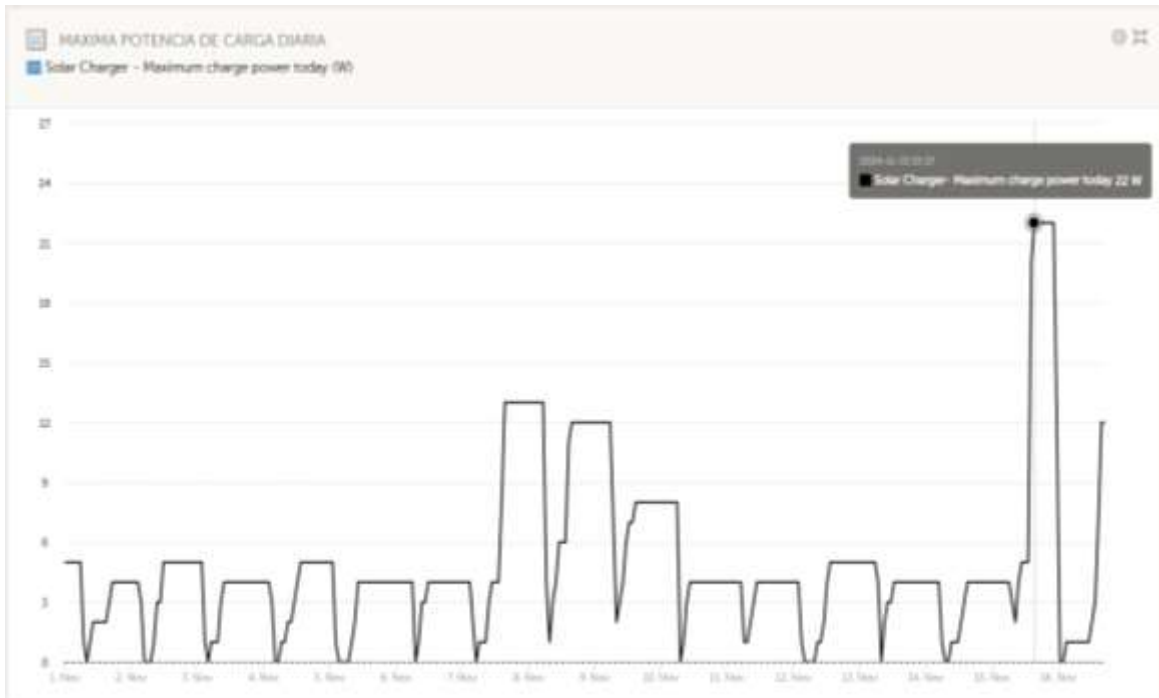 MAXIMA POTENCIA DE CARGA DIARIA
Solar Charger - Maximum charge power today (W)
27
24
Solar Charger- Maximum charge power today 22 W
21
18
15
12
9
6
3
0
1. Nov 2. Nov 3. Nov 4. Nov 5. Nov 6. Nov 7. Nov 8. Nov 9. Nov 10. Nov 11. Nov 12. Nov 13. Nov 14. Nov 15. Nov 16. Nov